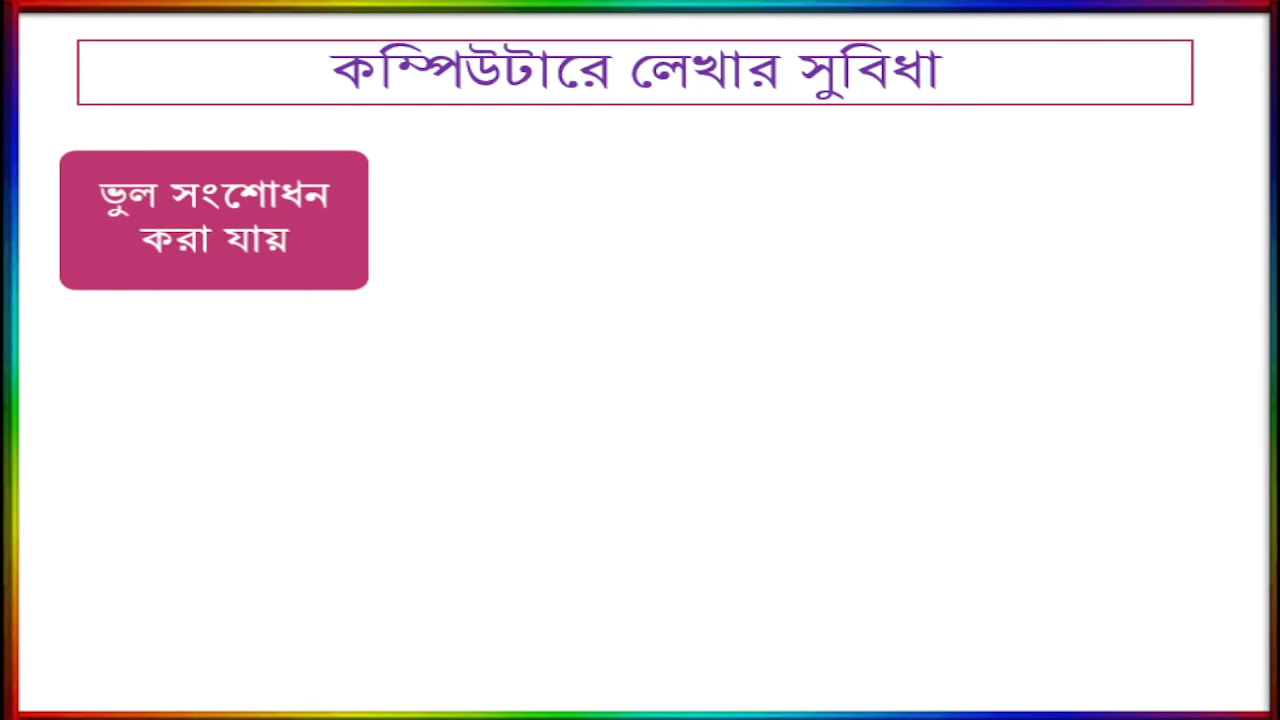 কম্পিউটারে লেখার সুবিধা
ভুল সংশোধন
করা যায়